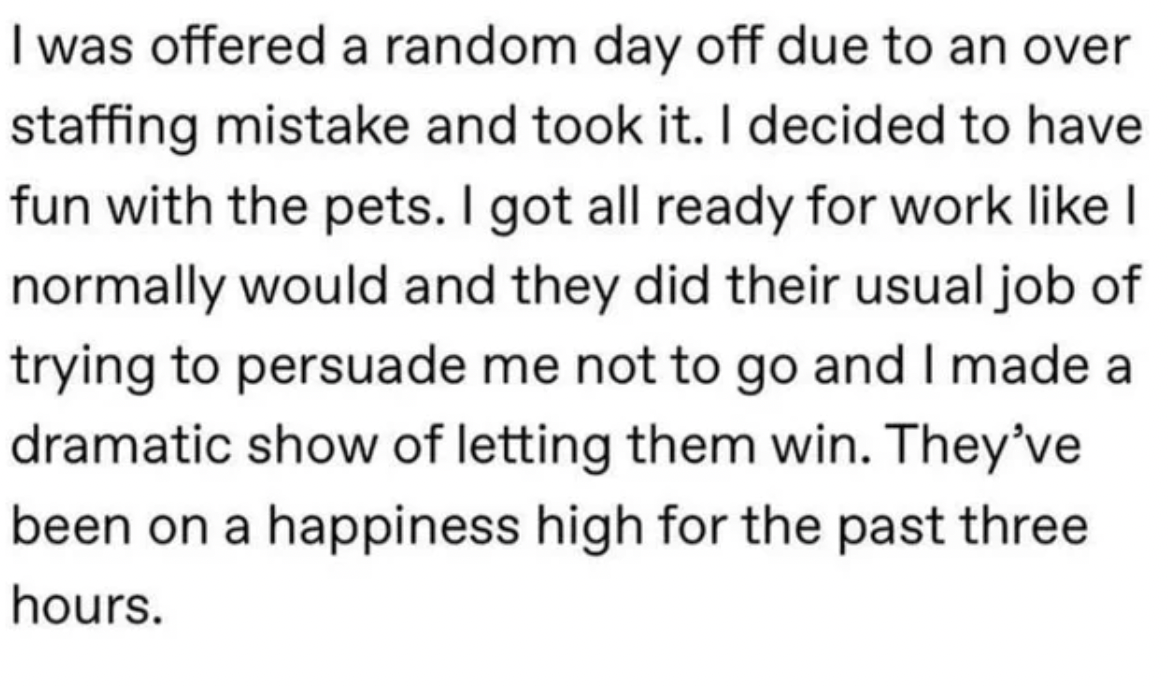 I was offered a random day off due to an over
staffing mistake and took it. I decided to have
fun with the pets. I got all ready for work like I
normally would and they did their usual job of
trying to persuade me not to go and I made a
dramatic show of letting them win. They’ve
been on a happiness high for the past three
hours.